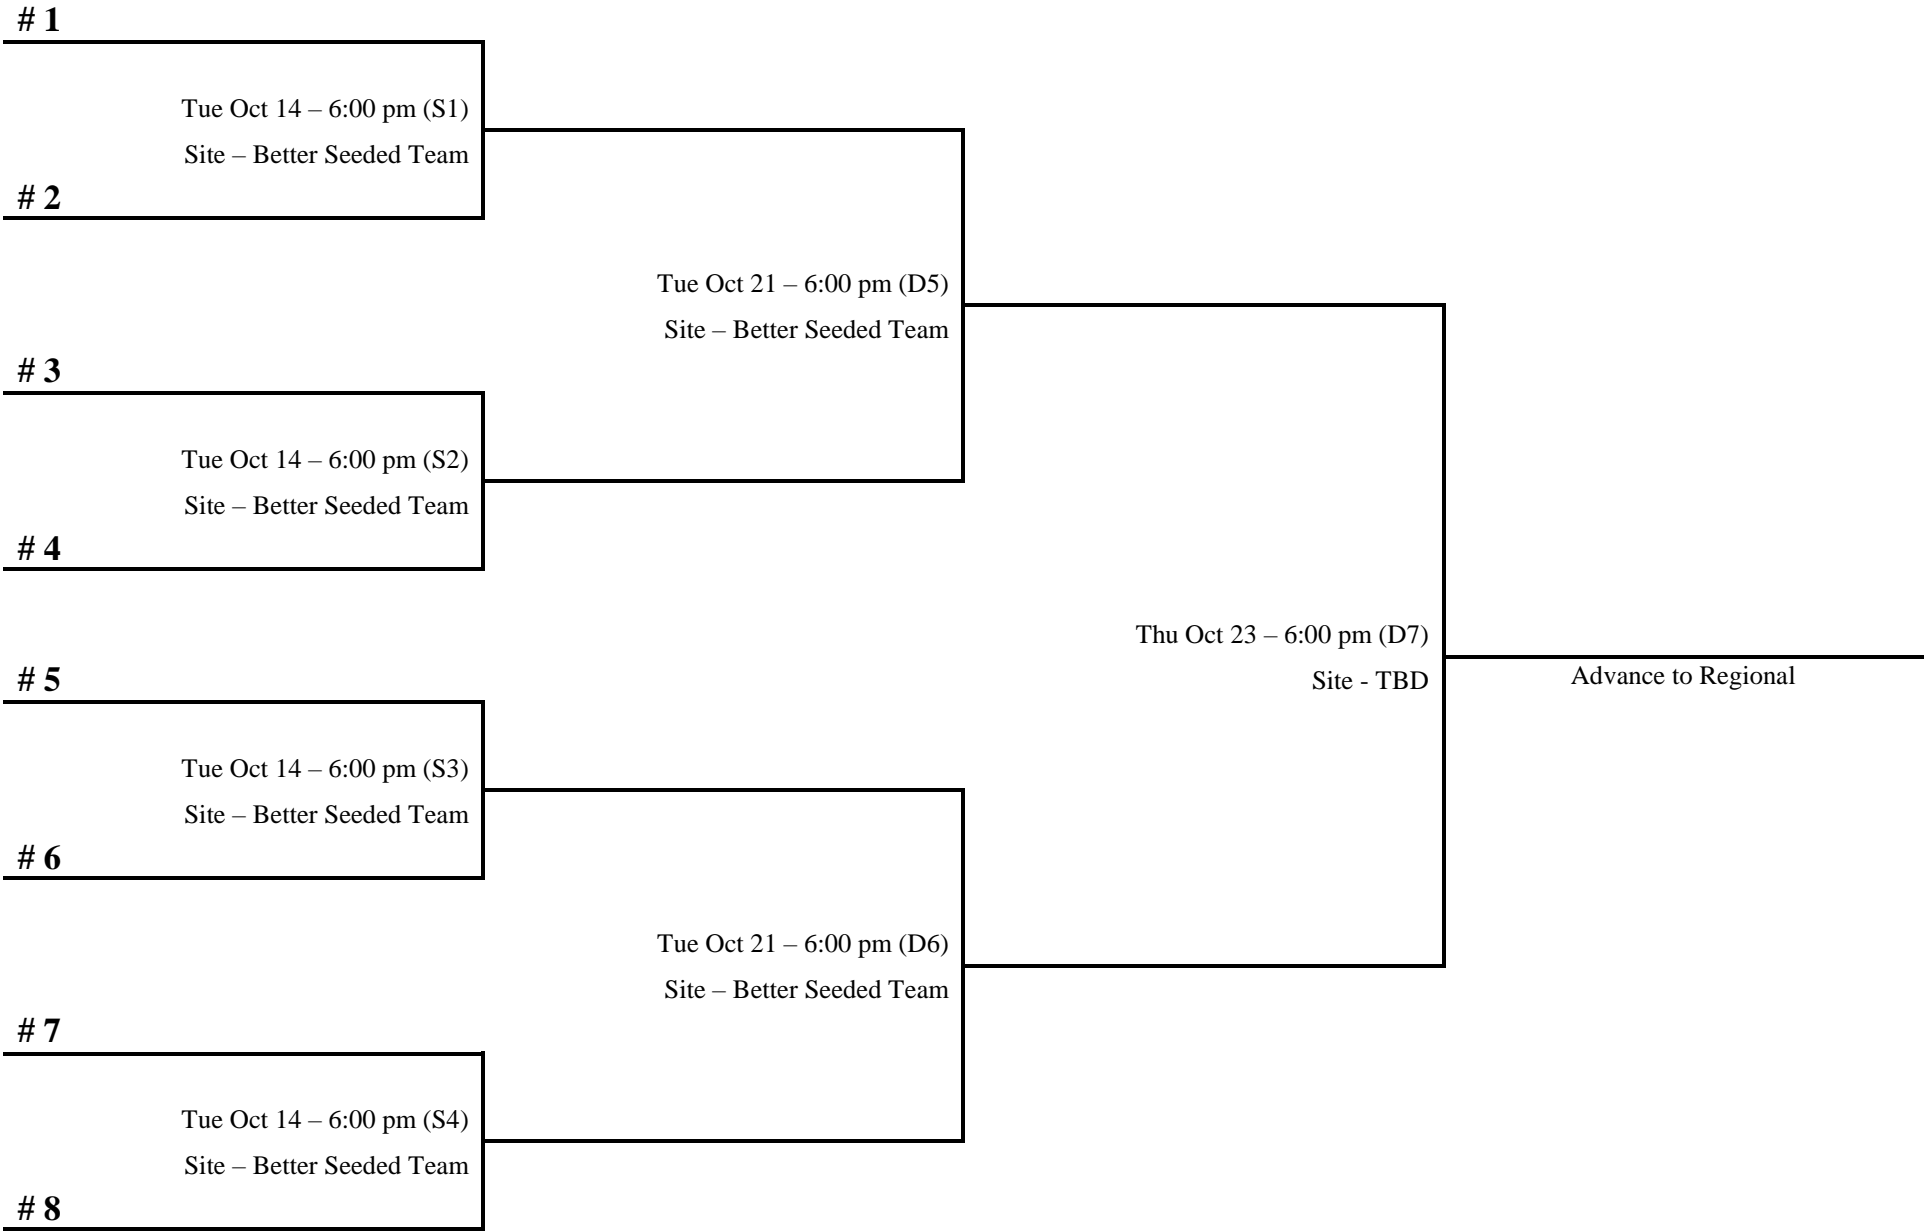 # 1
Tue Oct 14 – 6:00 pm (S1)
Site – Better Seeded Team
# 2
Tue Oct 21 – 6:00 pm (D5)
Site – Better Seeded Team
# 3
Tue Oct 14 – 6:00 pm (S2)
Site – Better Seeded Team
# 4
Thu Oct 23 – 6:00 pm (D7)
Site - TBD
Advance to Regional
# 5
Tue Oct 14 – 6:00 pm (S3)
Site – Better Seeded Team
# 6
Tue Oct 21 – 6:00 pm (D6)
Site – Better Seeded Team
# 7
Tue Oct 14 – 6:00 pm (S4)
Site – Better Seeded Team
# 8